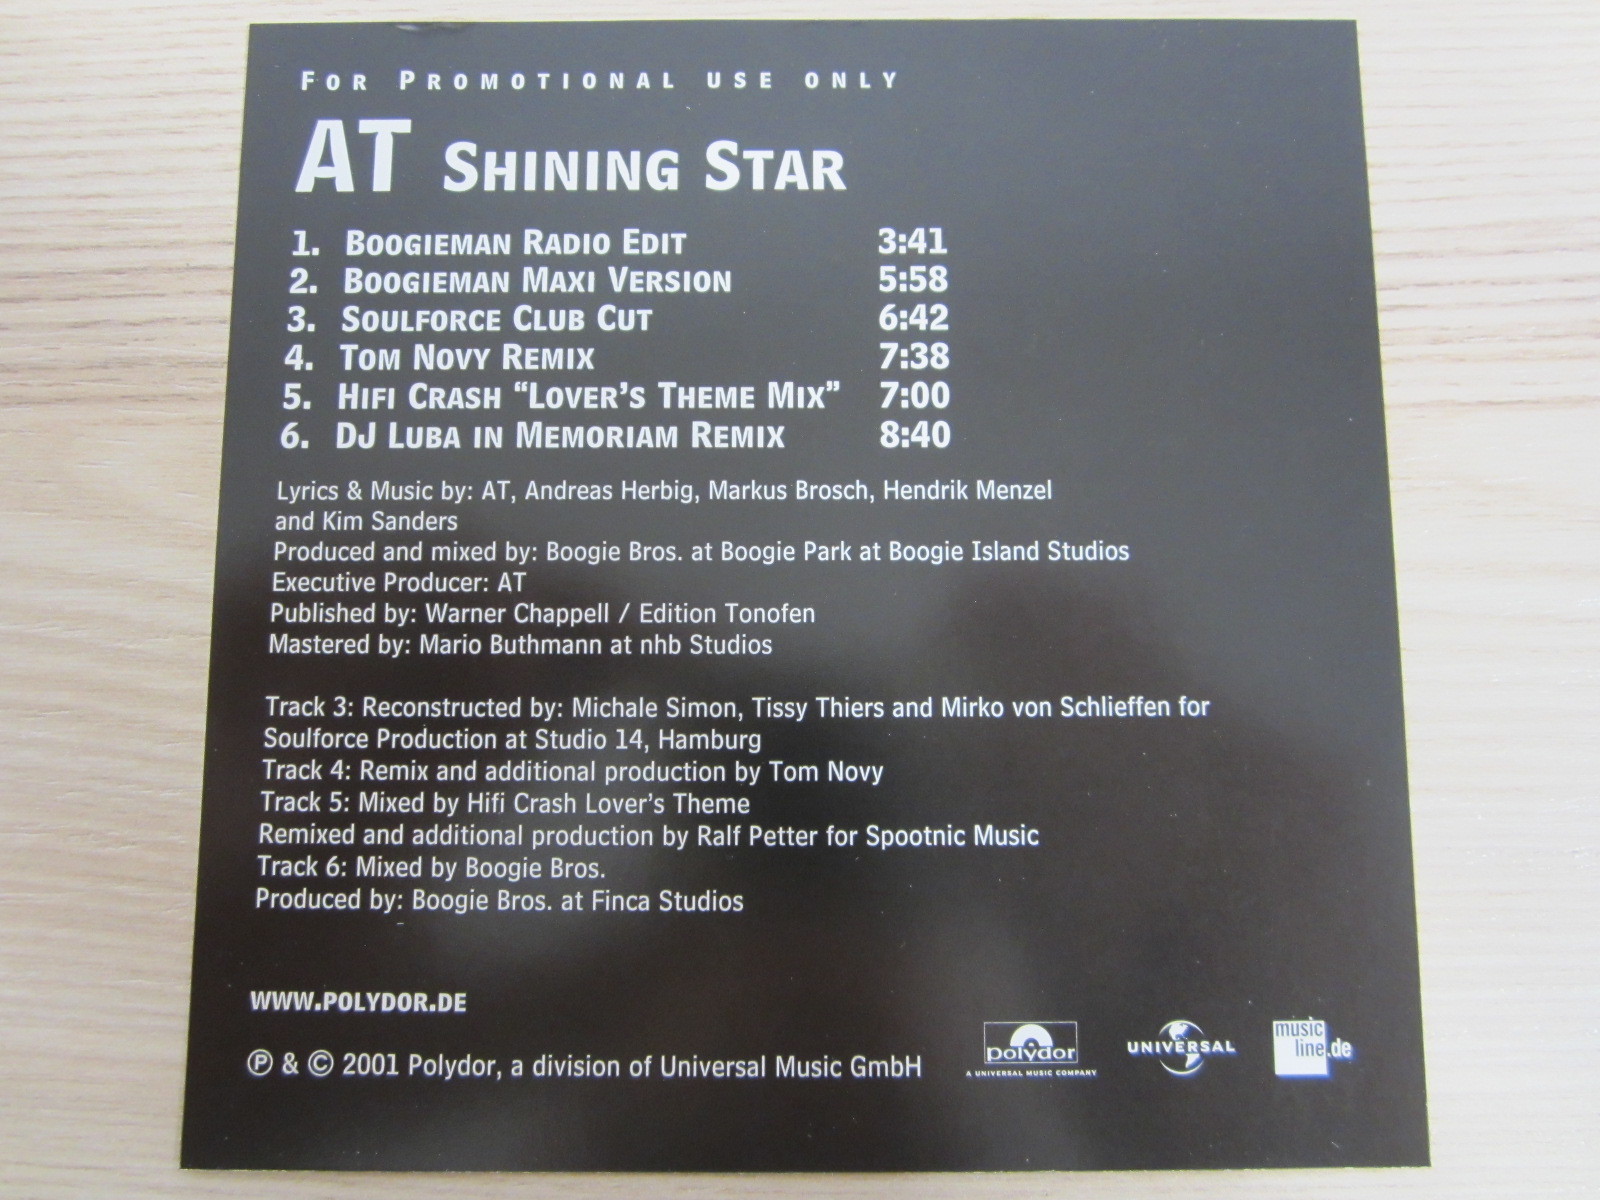 FOR PROMOTIONAL USE ONLY
AT SHINING STAR
1. BOOGIEMAN RADIO EDIT 3:41
2. BOOGIEMAN MAXI VERSION 5:58
3. SOULFORCE CLUB CUT 6:42
4. TOM NOVY REMIX 7:38
5. HIFI CRASH “LOVER’S THEME MIX” 7:00
6. DJ LUBA IN MEMORIAM REMIX 8:40
Lyrics & Music by: AT, Andreas Herbig, Markus Brosch, Hendrik Menzel
and Kim Sanders
Produced and mixed by: Boogie Bros. at Boogie Park at Boogie Island Studios
Executive Producer: AT
Published by: Warner Chappell / Edition Tonofen
Mastered by: Mario Buthmann at nhb Studios
Track 3: Reconstructed by: Michale Simon, Tissy Thiers and Mirko von Schlieffen for
Soulforce Production at Studio 14, Hamburg
Track 4: Remix and additional production by Tom Novy
Track 5: Mixed by Hifi Crash Lover’s Theme
Remixed and additional production by Ralf Petter for Spootnic Music
Track 6: Mixed by Boogie Bros.
Produced by: Boogie Bros. at Finca Studios
WWW.POLYDOR.DE
℗ & © 2001 Polydor, a division of Universal Music GmbH
polydor
A UNIVERSAL MUSIC COMPANY
UNIVERSAL
music
line.de